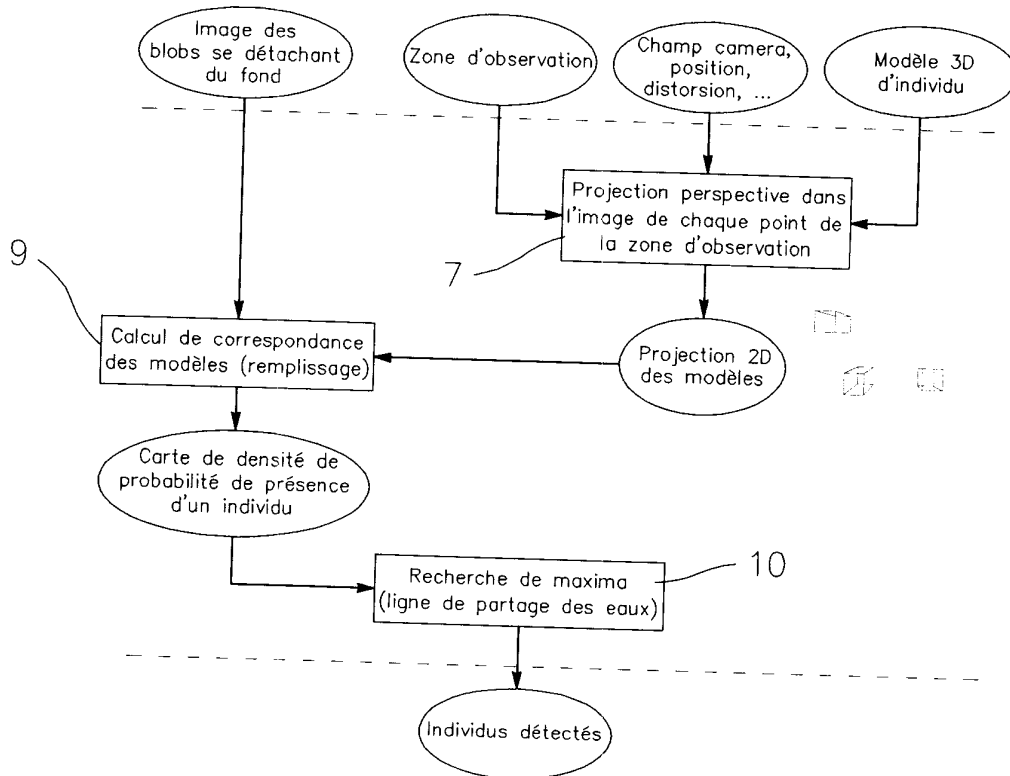 Image des
blobs se détachant
du fond
Zone d'observation
Champ camera,
position,
distorsion, ...
Modèle 3D
d'individu
Projection perspective dans
l'image de chaque point de
la zone d'observation
7
9
Calcul de correspondance
des modèles (remplissage)
Projection 2D
des modèles
Carte de densité de
probabilité de présence
d'un individu
Recherche de maxima
(ligne de partage des eaux)
10
Individus détectés